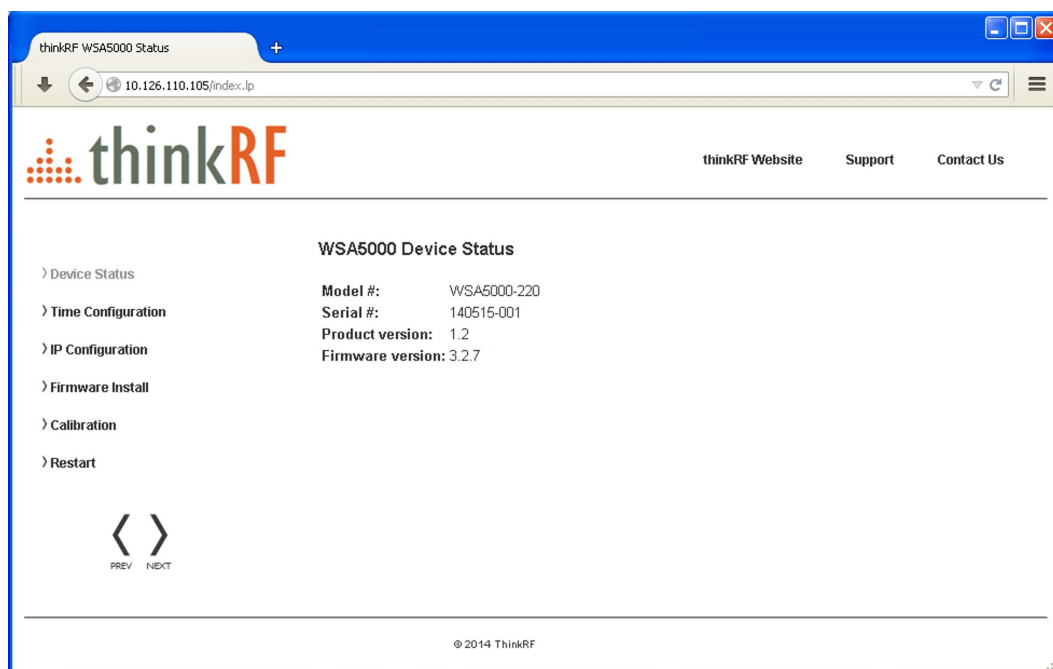 thinkRF WSA5000 Status
10.126.110.105/index.lp
thinkRF
thinkRF Website Support Contact Us
WSA5000 Device Status
Device Status
Time Configuration
IP Configuration
Firmware Install
Calibration
Restart
Model #: WSA5000-220
Serial #: 140515-001
Product version: 1.2
Firmware version: 3.2.7
PREV NEXT
© 2014 ThinkRF